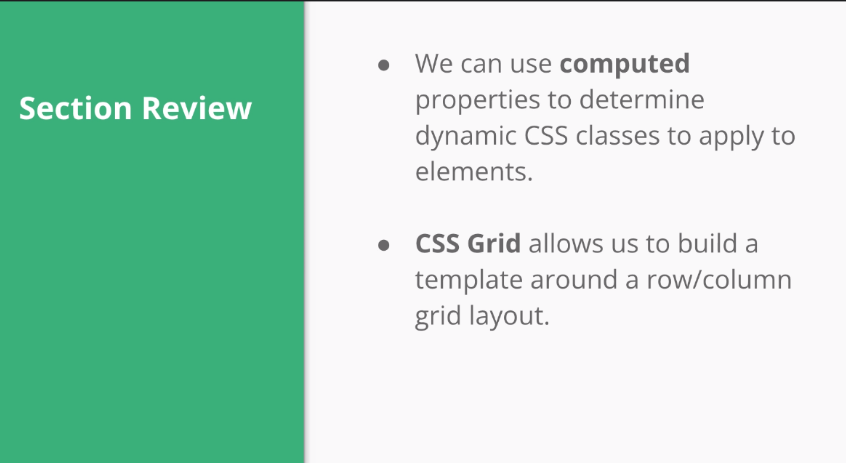 Section Review
● We can use computed
properties to determine
dynamic CSS classes to apply to
elements.
● CSS Grid allows us to build a
template around a row/column
grid layout.